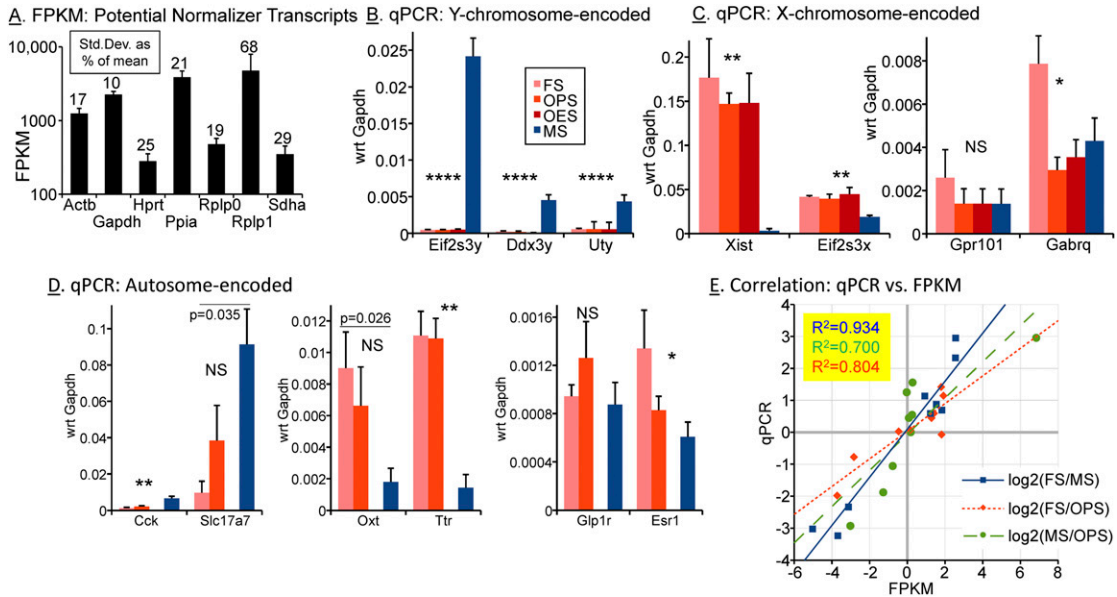 A. FPKM: Potential Normalizer Transcripts
Std.Dev. as
% of mean
10,000
1000
100
FPKM
17
10
25
21
19
68
29
Actb
Gapdh
Hprt
Ppia
Rplp0
Rplp1
Sdha
B. qPCR: Y-chromosome-encoded
wrt Gapdh
0.03
0.025
0.02
0.015
0.01
0.005
0
FS
OPS
OES
MS
**** **** ****
Eif2s3y Ddx3y Uty
C. qPCR: X-chromosome-encoded
wrt Gapdh
0.2
0.15
0.10
0.05
0
**
**
Xist Eif2s3x
wrt Gapdh
0.008
0.006
0.004
0.002
0
NS
*
Gpr101 Gabrq
D. qPCR: Autosome-encoded
wrt Gapdh
0.1
0.08
0.06
0.04
0.02
0
p=0.035
NS
**
Cck Slc17a7
wrt Gapdh
0.012
0.01
0.008
0.006
0.004
0.002
0
p=0.026
NS
**
Oxt Ttr
wrt Gapdh
0.0016
0.0012
0.0008
0.0004
0
NS
*
Glp1r Esr1
E. Correlation: qPCR vs. FPKM
R²=0.934
R²=0.700
R²=0.804
qPCR
4
3
2
1
0
-1
-2
-3
-4
log2(FS/MS)
log2(FS/OPS)
log2(MS/OPS)
-6 -4 -2 0 2 4 6 8
FPKM